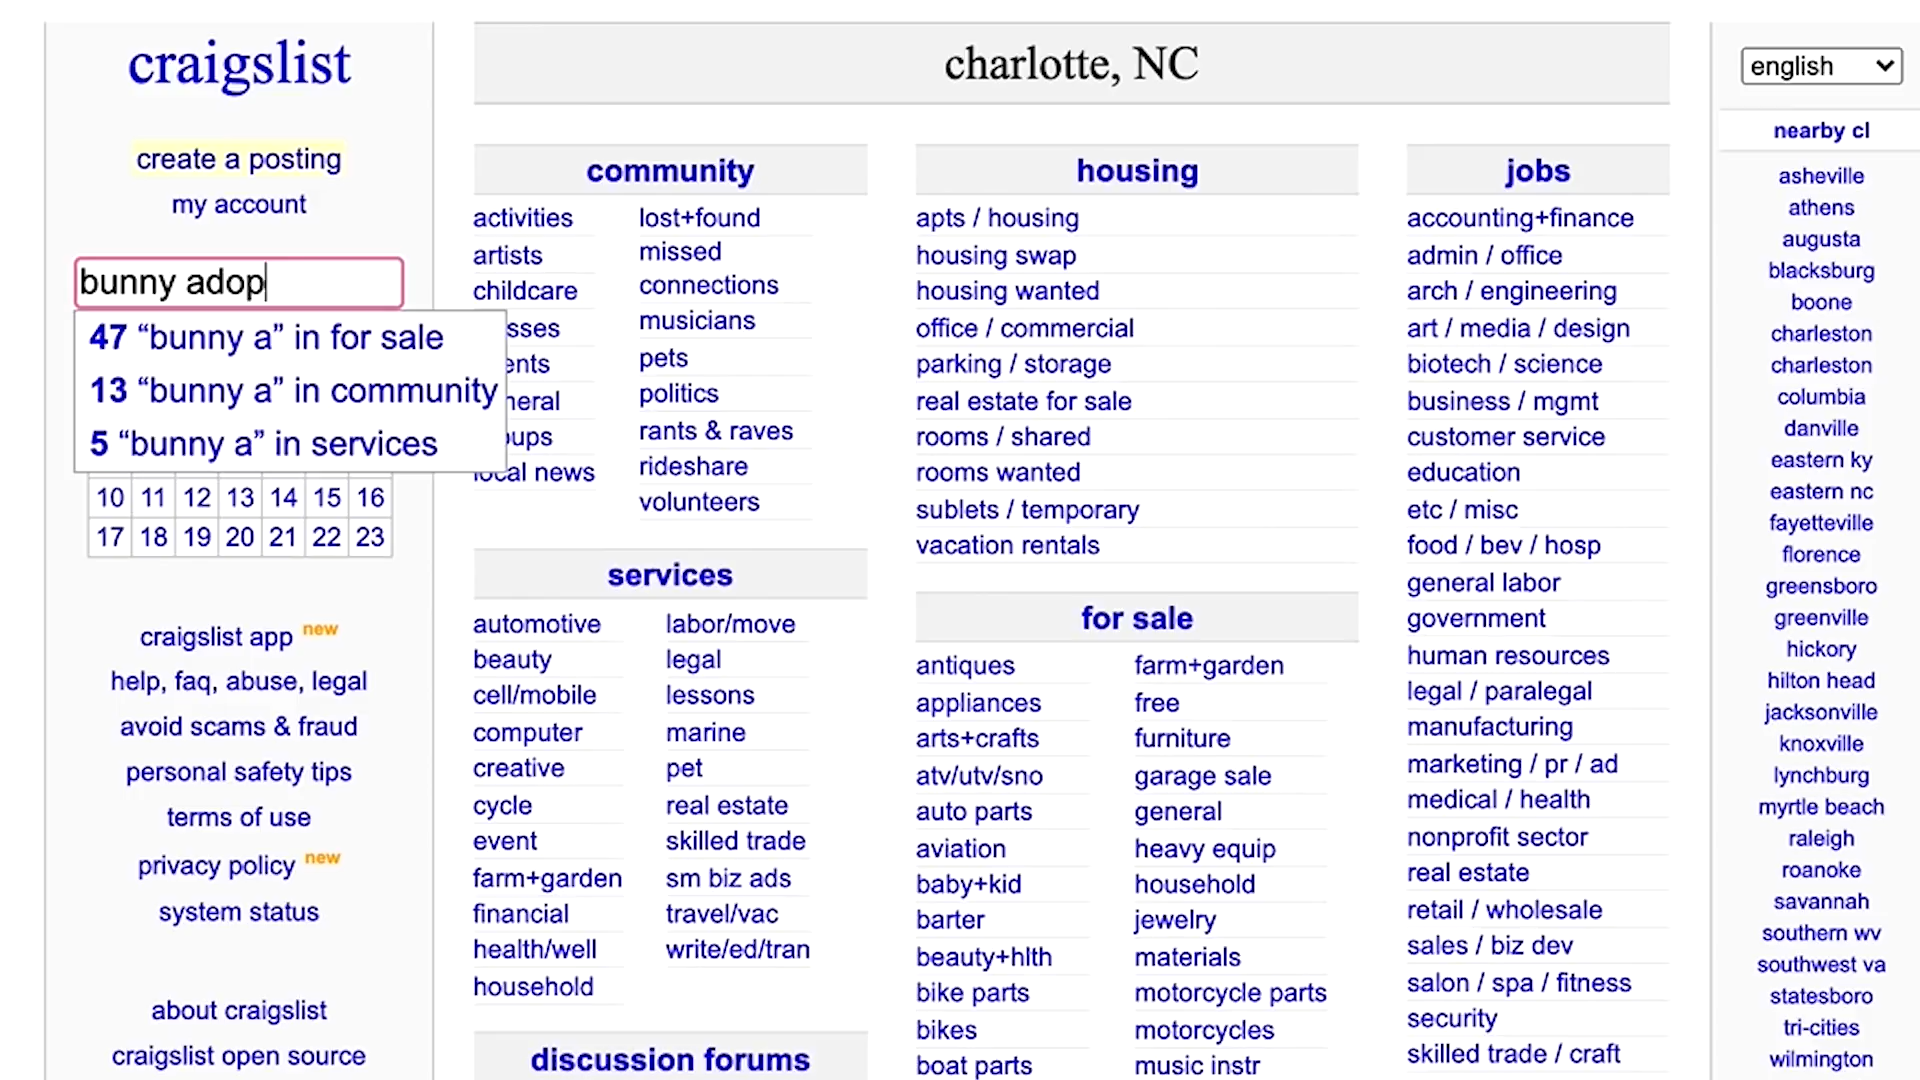 craigslist
create a posting
my account
bunny adop
47 “bunny a” in for sale
13 “bunny a” in community
5 “bunny a” in services
10 11 12 13 14 15 16
17 18 19 20 21 22 23
craigslist app new
help, faq, abuse, legal
avoid scams & fraud
personal safety tips
terms of use
privacy policy new
system status
about craigslist
craigslist open source
charlotte, NC
community
activities
artists
childcare
local news
lost+found
missed
connections
musicians
pets
politics
rants & raves
rideshare
volunteers
services
automotive
beauty
cell/mobile
computer
creative
cycle
event
farm+garden
financial
health/well
household
labor/move
legal
lessons
marine
pet
real estate
skilled trade
sm biz ads
travel/vac
write/ed/tran
discussion forums
housing
apts / housing
housing swap
housing wanted
office / commercial
parking / storage
real estate for sale
rooms / shared
rooms wanted
sublets / temporary
vacation rentals
for sale
antiques
appliances
arts+crafts
atv/utv/sno
auto parts
aviation
baby+kid
barter
beauty+hlth
bike parts
bikes
boat parts
farm+garden
free
furniture
garage sale
general
heavy equip
household
jewelry
materials
motorcycle parts
motorcycles
music instr
jobs
accounting+finance
admin / office
arch / engineering
art / media / design
biotech / science
business / mgmt
customer service
education
etc / misc
food / bev / hosp
general labor
government
human resources
legal / paralegal
manufacturing
marketing / pr / ad
medical / health
nonprofit sector
real estate
retail / wholesale
sales / biz dev
salon / spa / fitness
security
skilled trade / craft
english
nearby cl
asheville
athens
augusta
blacksburg
boone
charleston
charleston
columbia
danville
eastern ky
eastern nc
fayetteville
florence
greensboro
greenville
hickory
hilton head
jacksonville
knoxville
lynchburg
myrtle beach
raleigh
roanoke
savannah
southern wv
southwest va
statesboro
tri-cities
wilmington